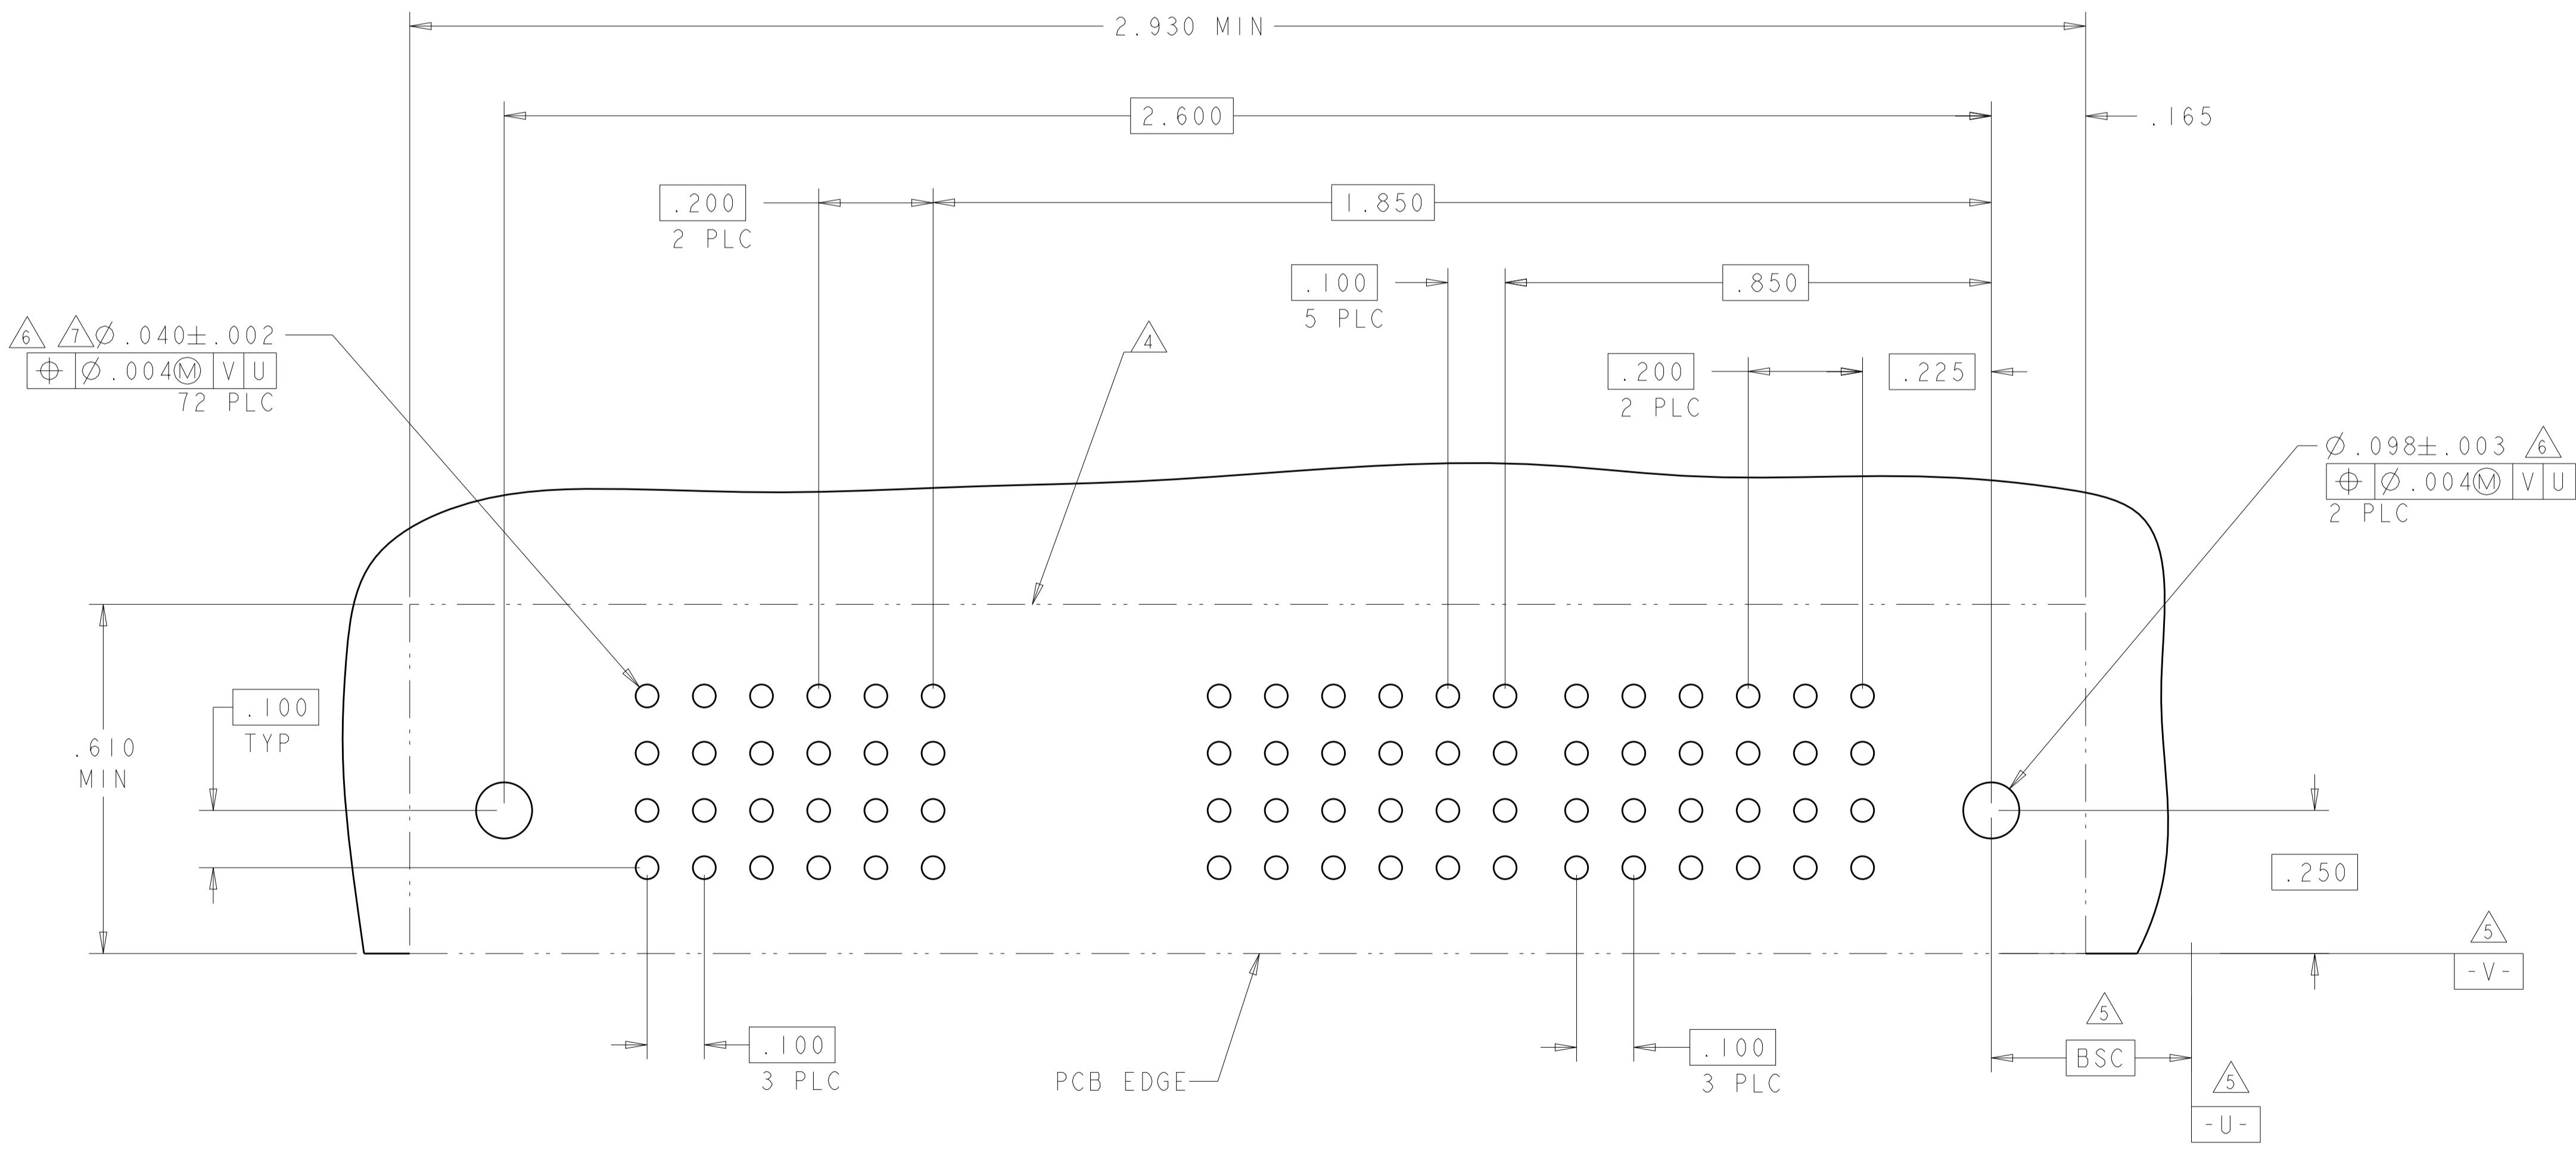 2.930 MIN
2.600
.165
.200
2 PLC
1.850
.100
5 PLC
.850
6 7 Ø.040±.002
⌖ Ø.004Ⓜ V U
72 PLC
4
.200
2 PLC
.225
Ø.098±.003 6
⌖ Ø.004Ⓜ V U
2 PLC
.100
TYP
.610
MIN
.250
5
-V-
.100
3 PLC
PCB EDGE
.100
3 PLC
5
BSC
5
-U-